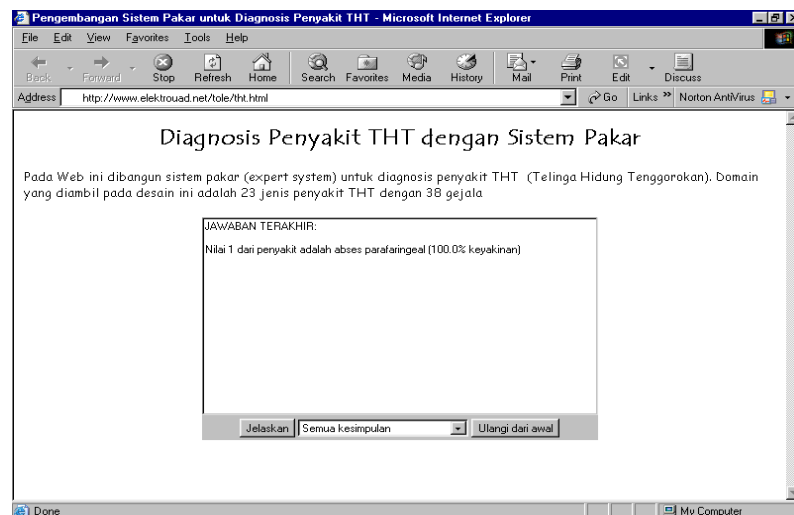 Pengembangan Sistem Pakar untuk Diagnosis Penyakit THT - Microsoft Internet Explorer
File Edit View Favorites Tools Help
Back Forward Stop Refresh Home Search Favorites Media History Mail Print Edit Discuss
Address http://www.elektrouad.net/tole/tht.html Go Links » Norton AntiVirus
Diagnosis Penyakit THT dengan Sistem Pakar
Pada Web ini dibangun sistem pakar (expert system) untuk diagnosis penyakit THT (Telinga Hidung Tenggorokan). Domain
yang diambil pada desain ini adalah 23 jenis penyakit THT dengan 38 gejala
JAWABAN TERAKHIR:
Nilai 1 dari penyakit adalah abses parafaringeal (100.0% keyakinan)
Jelaskan Semua kesimpulan Ulangi dari awal
Done My Computer